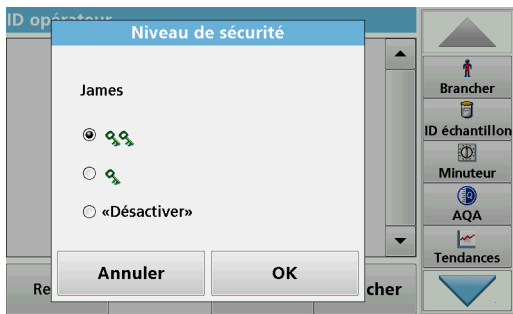 ID opérateur
Niveau de sécurité
James
«Désactiver»
Annuler
OK
Brancher
ID échantillon
Minuteur
AQA
Tendances